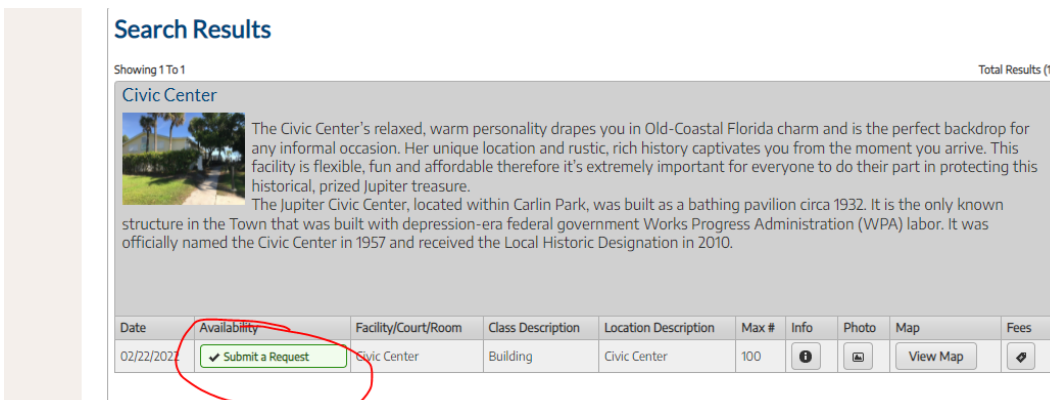 Search Results
Showing 1 To 1
Total Results (1
Civic Center
The Civic Center's relaxed, warm personality drapes you in Old-Coastal Florida charm and is the perfect backdrop for
any informal occasion. Her unique location and rustic, rich history captivates you from the moment you arrive. This
facility is flexible, fun and affordable therefore it's extremely important for everyone to do their part in protecting this
historical, prized Jupiter treasure.
The Jupiter Civic Center, located within Carlin Park, was built as a bathing pavilion circa 1932. It is the only known
structure in the Town that was built with depression-era federal government Works Progress Administration (WPA) labor. It was
officially named the Civic Center in 1957 and received the Local Historic Designation in 2010.
Date Availability Facility/Court/Room Class Description Location Description Max # Info Photo Map Fees
02/22/2022 Submit a Request Civic Center Building Civic Center 100 View Map